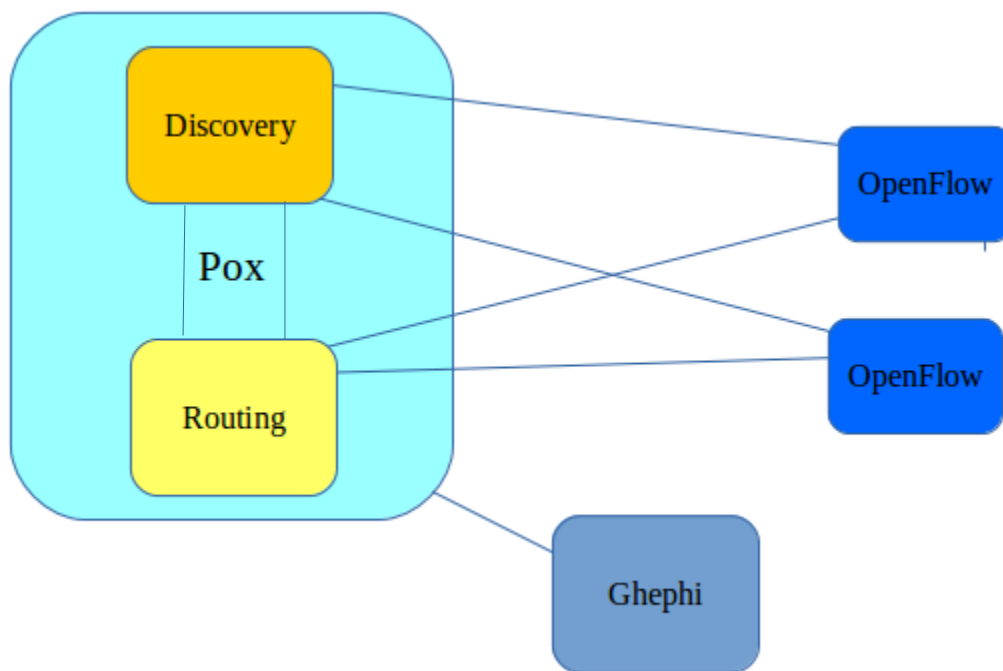 Discovery
OpenFlow
Pox
OpenFlow
Routing
Ghephi